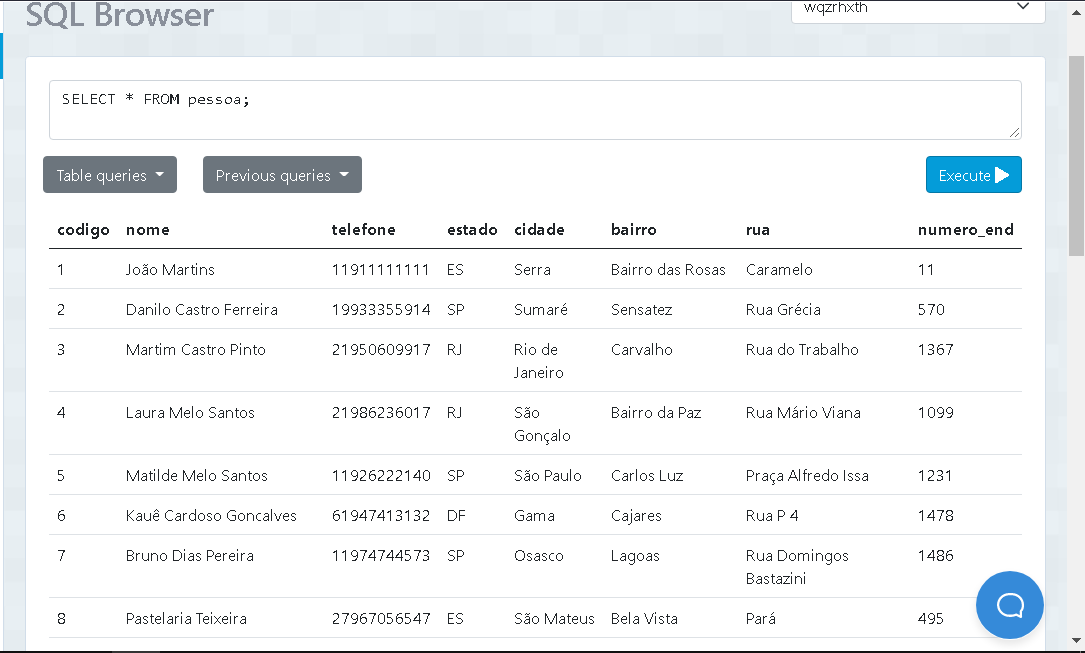 SQL Browser
wqzrhxth
SELECT * FROM pessoa;
Table queries
Previous queries
Execute
codigo nome telefone estado cidade bairro rua numero_end
1 João Martins 11911111111 ES Serra Bairro das Rosas Caramelo 11
2 Danilo Castro Ferreira 19933355914 SP Sumaré Sensatez Rua Grécia 570
3 Martim Castro Pinto 21950609917 RJ Rio de Carvalho Rua do Trabalho 1367
Janeiro
4 Laura Melo Santos 21986236017 RJ São Bairro da Paz Rua Mário Viana 1099
Gonçalo
5 Matilde Melo Santos 11926222140 SP São Paulo Carlos Luz Praça Alfredo Issa 1231
6 Kauê Cardoso Goncalves 61947413132 DF Gama Cajares Rua P 4 1478
7 Bruno Dias Pereira 11974744573 SP Osasco Lagoas Rua Domingos 1486
Bastazini
8 Pastelaria Teixeira 27967056547 ES São Mateus Bela Vista Pará 495